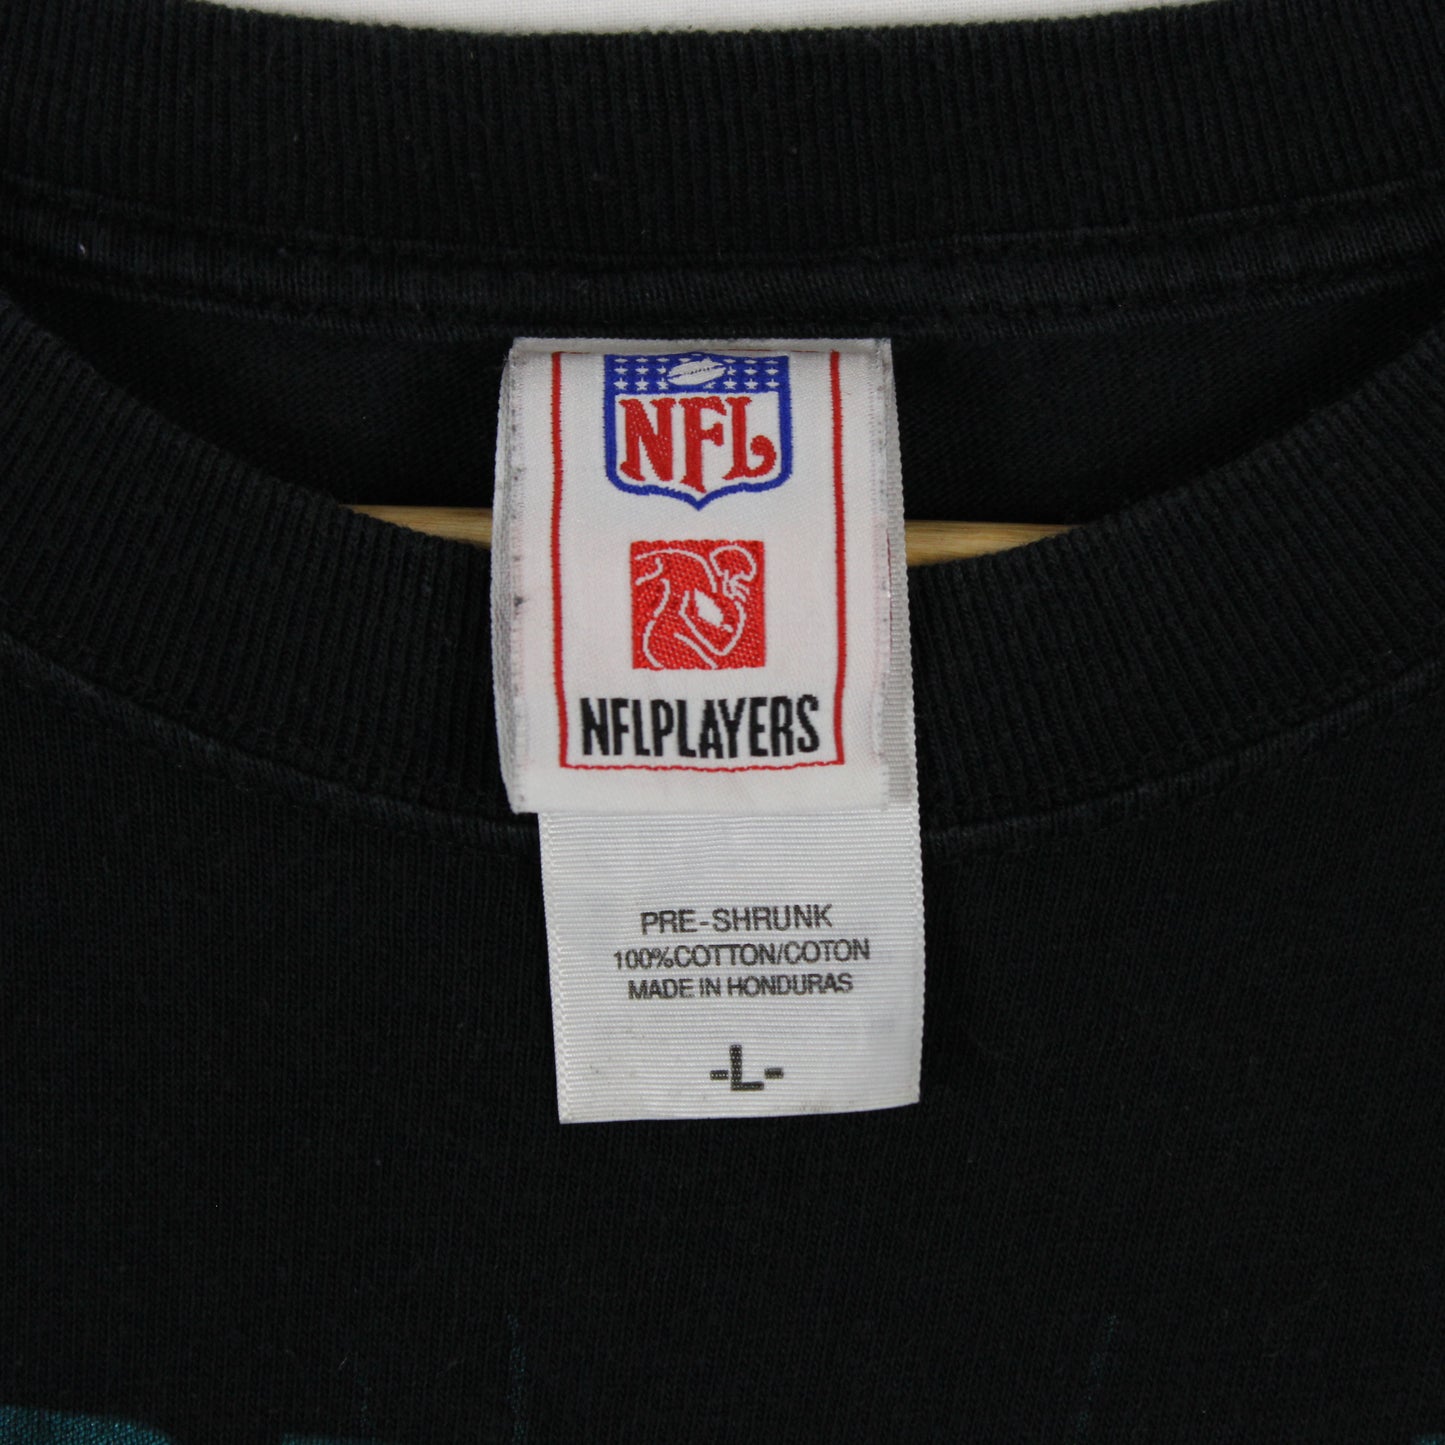 NFL
NFLPLAYERS
PRE-SHRUNK
100%COTTON/COTON
MADE IN HONDURAS
-L-